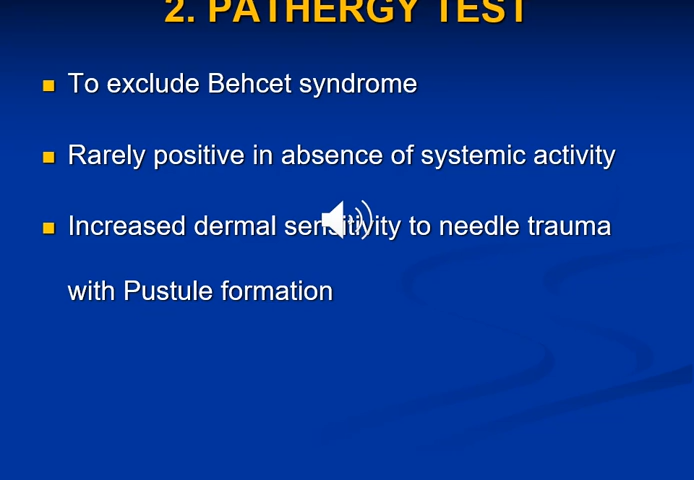 2. PATHERGY TEST
To exclude Behcet syndrome
Rarely positive in absence of systemic activity
Increased dermal sensitivity to needle trauma
with Pustule formation